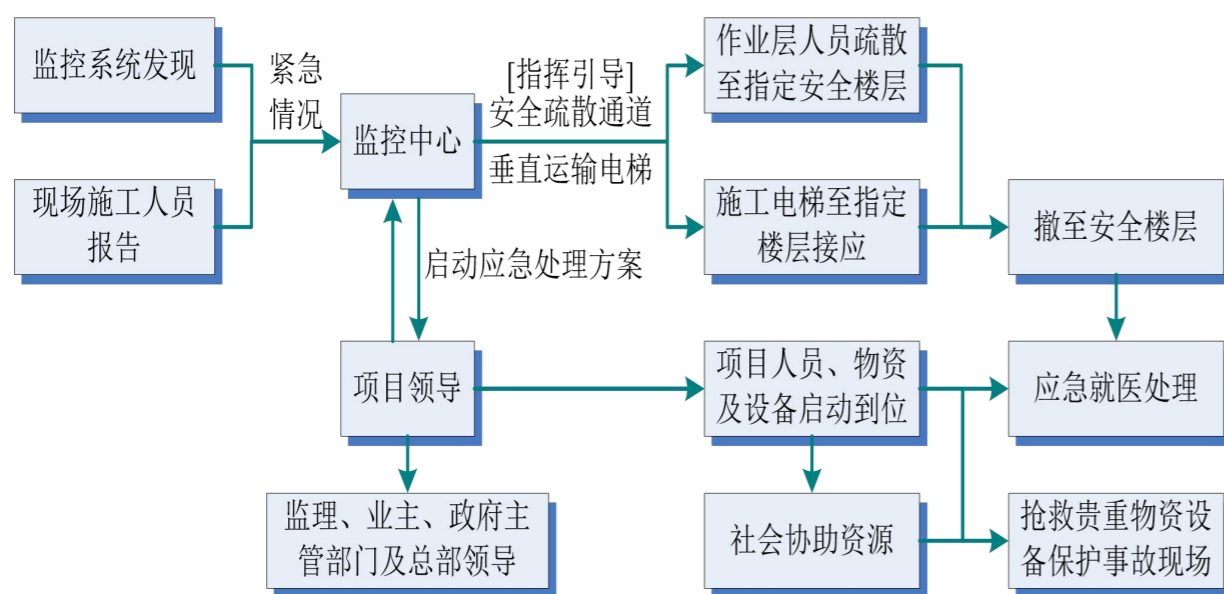 监控系统发现
现场施工人员
报告
紧急
情况
监控中心
[指挥引导]
安全疏散通道
垂直运输电梯
作业层人员疏散
至指定安全楼层
施工电梯至指定
楼层接应
撤至安全楼层
启动应急处理方案
项目领导
项目人员、物资
及设备启动到位
应急就医处理
监理、业主、政府主
管部门及总部领导
社会协助资源
抢救贵重物资设
备保护事故现场